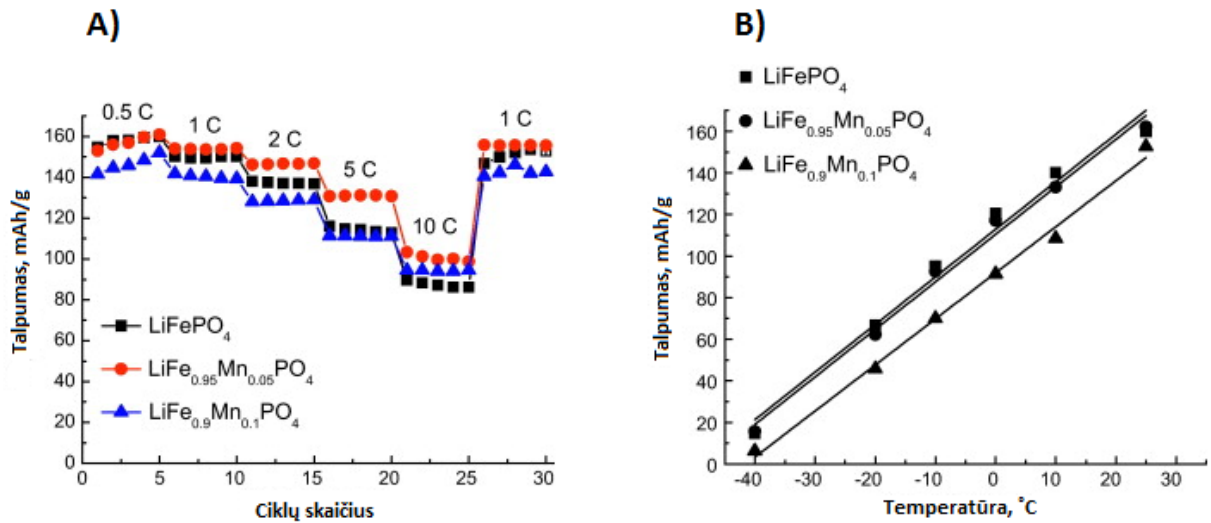 A)
Talpumas, mAh/g
160
140
120
100
80
60
40
20
0
0.5 C
1 C
2 C
5 C
10 C
1 C
LiFePO4
LiFe0.95Mn0.05PO4
LiFe0.9Mn0.1PO4
0 5 10 15 20 25 30
Ciklų skaičius
B)
LiFePO4
LiFe0.95Mn0.05PO4
LiFe0.9Mn0.1PO4
Talpumas, mAh/g
160
140
120
100
80
60
40
20
0
-40 -30 -20 -10 0 10 20 30
Temperatūra, ˚C